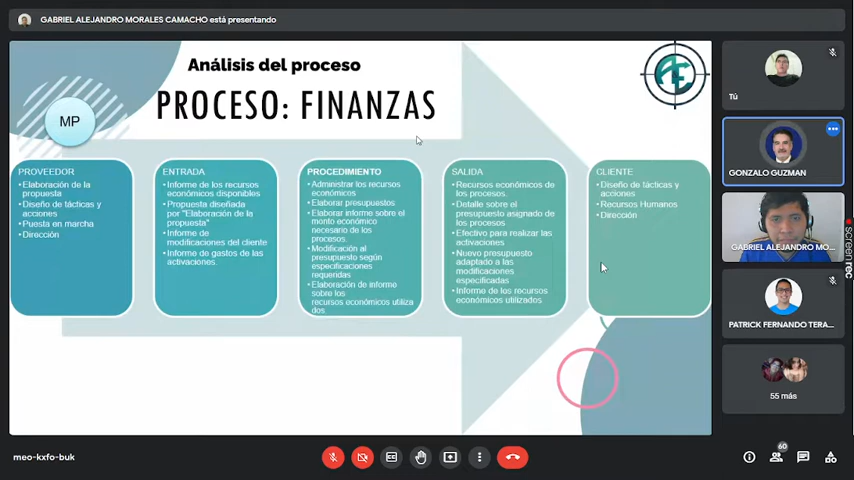 GABRIEL ALEJANDRO MORALES CAMACHO está presentando
Análisis del proceso
PROCESO: FINANZAS
MP
AE
PROVEEDOR
•Elaboración de la
propuesta
•Diseño de tácticas y
acciones
•Puesta en marcha
•Dirección
ENTRADA
•Informe de los recursos
económicos disponibles
•Propuesta diseñada
por "Elaboración de la
propuesta"
•Informe de
modificaciones del cliente
•Informe de gastos de las
activaciones.
PROCEDIMIENTO
•Administrar los recursos
económicos
•Elaborar presupuestos
•Elaborar informe sobre el
monto económico
necesario de los
procesos.
•Modificación al
presupuesto según
especificaciones
requeridas
•Elaboración de informe
sobre los
recursos económicos utiliza
dos
SALIDA
•Recursos económicos de
los procesos.
•Detalle sobre el
presupuesto asignado de
los procesos
•Efectivo para realizar las
activaciones
•Nuevo presupuesto
adaptado a las
modificaciones
especificadas
•Informe de los recursos
económicos utilizados
CLIENTE
•Diseño de tácticas y
acciones
•Recursos Humanos
•Dirección
Tú
GONZALO GUZMAN
GABRIEL ALEJANDRO MO...
PATRICK FERNANDO TERA...
55 más
screenrec
meo-kxfo-buk
60